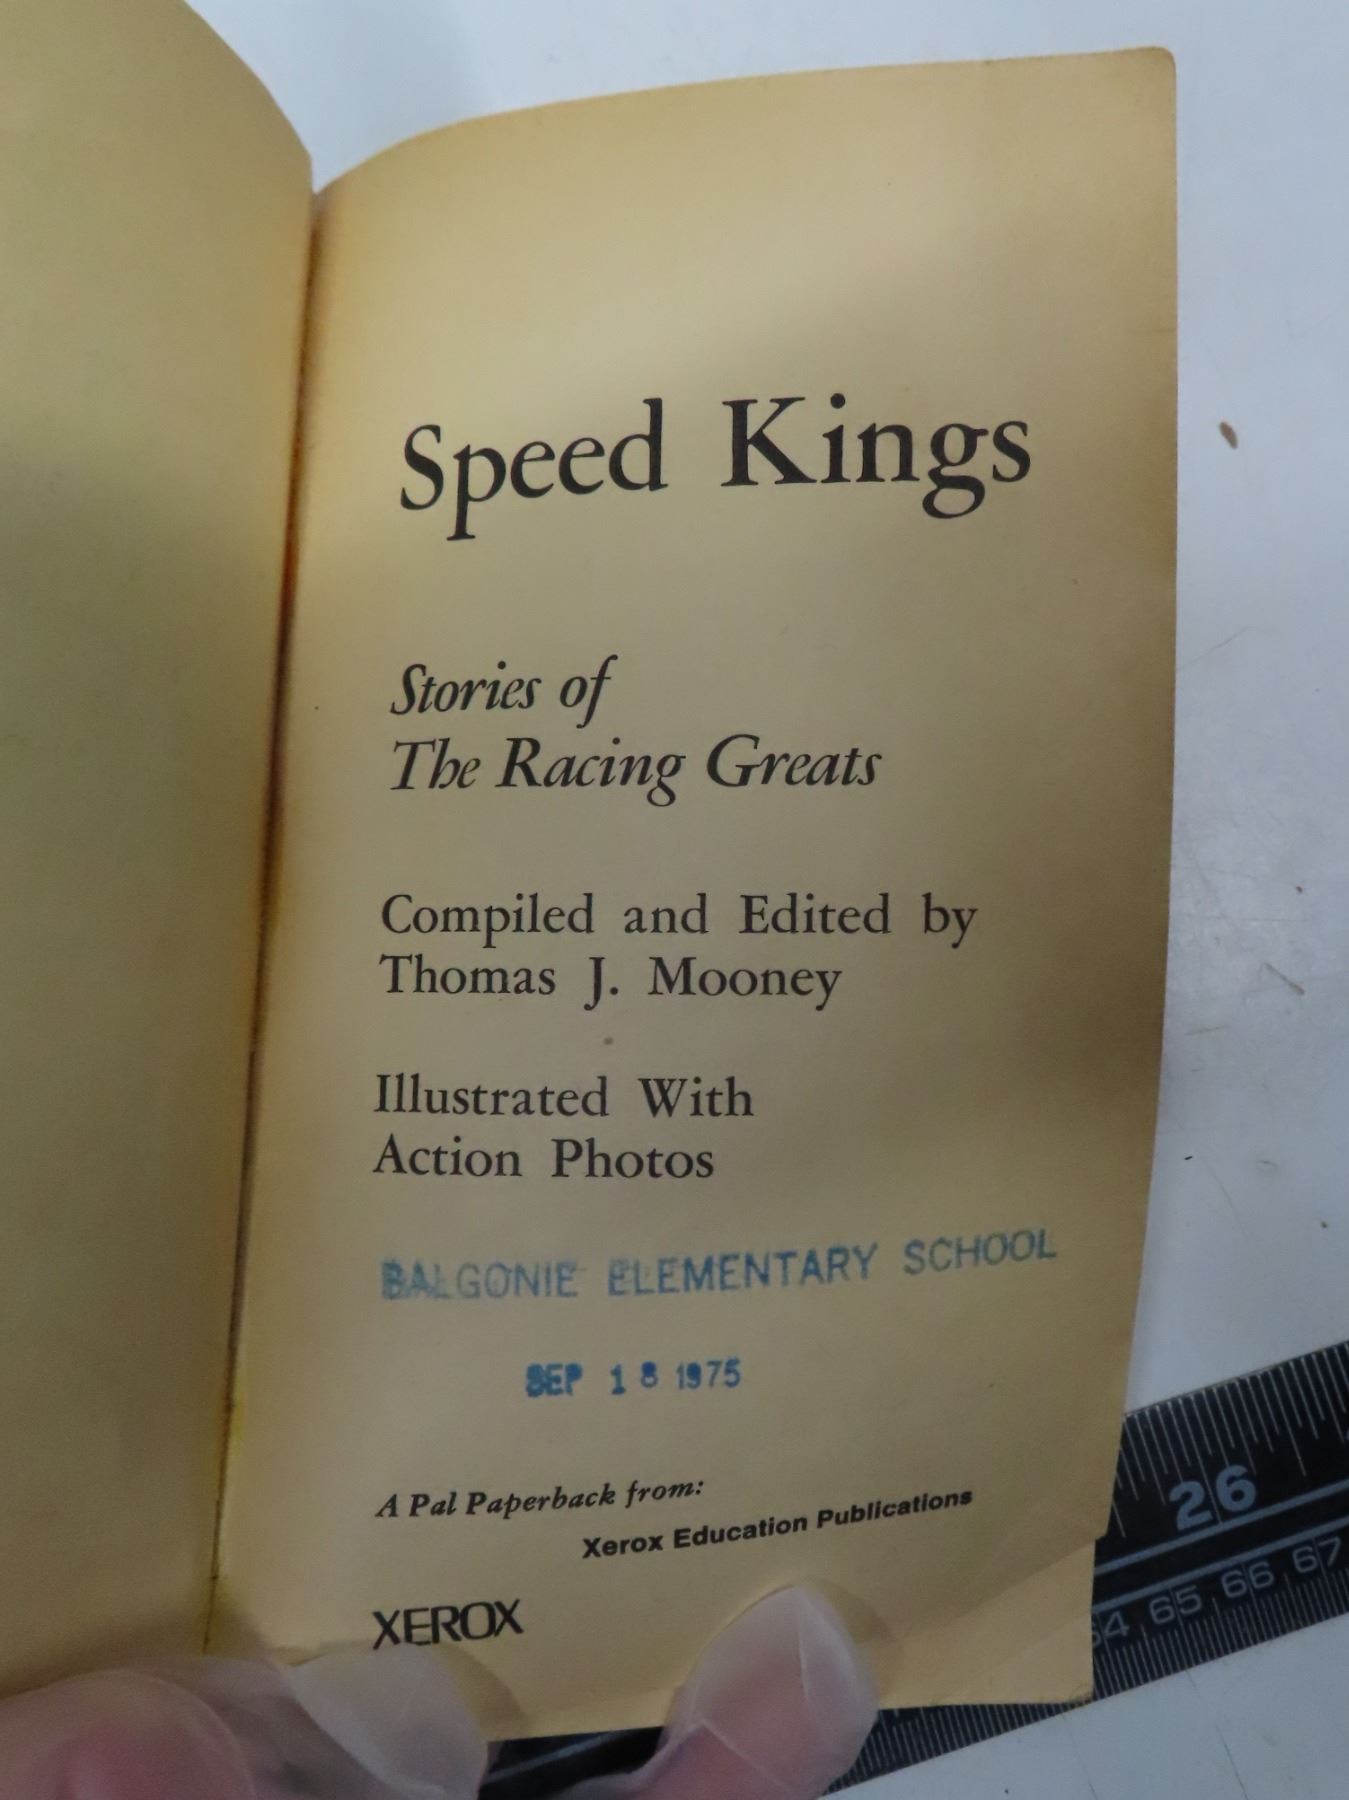 Speed Kings
Stories of
The Racing Greats
Compiled and Edited by
Thomas J. Mooney
Illustrated With
Action Photos
BALGONIE ELEMENTARY SCHOOL
SEP 18 1975
A Pal Paperback from:
Xerox Education Publications
XEROX
26
64 65 66 67